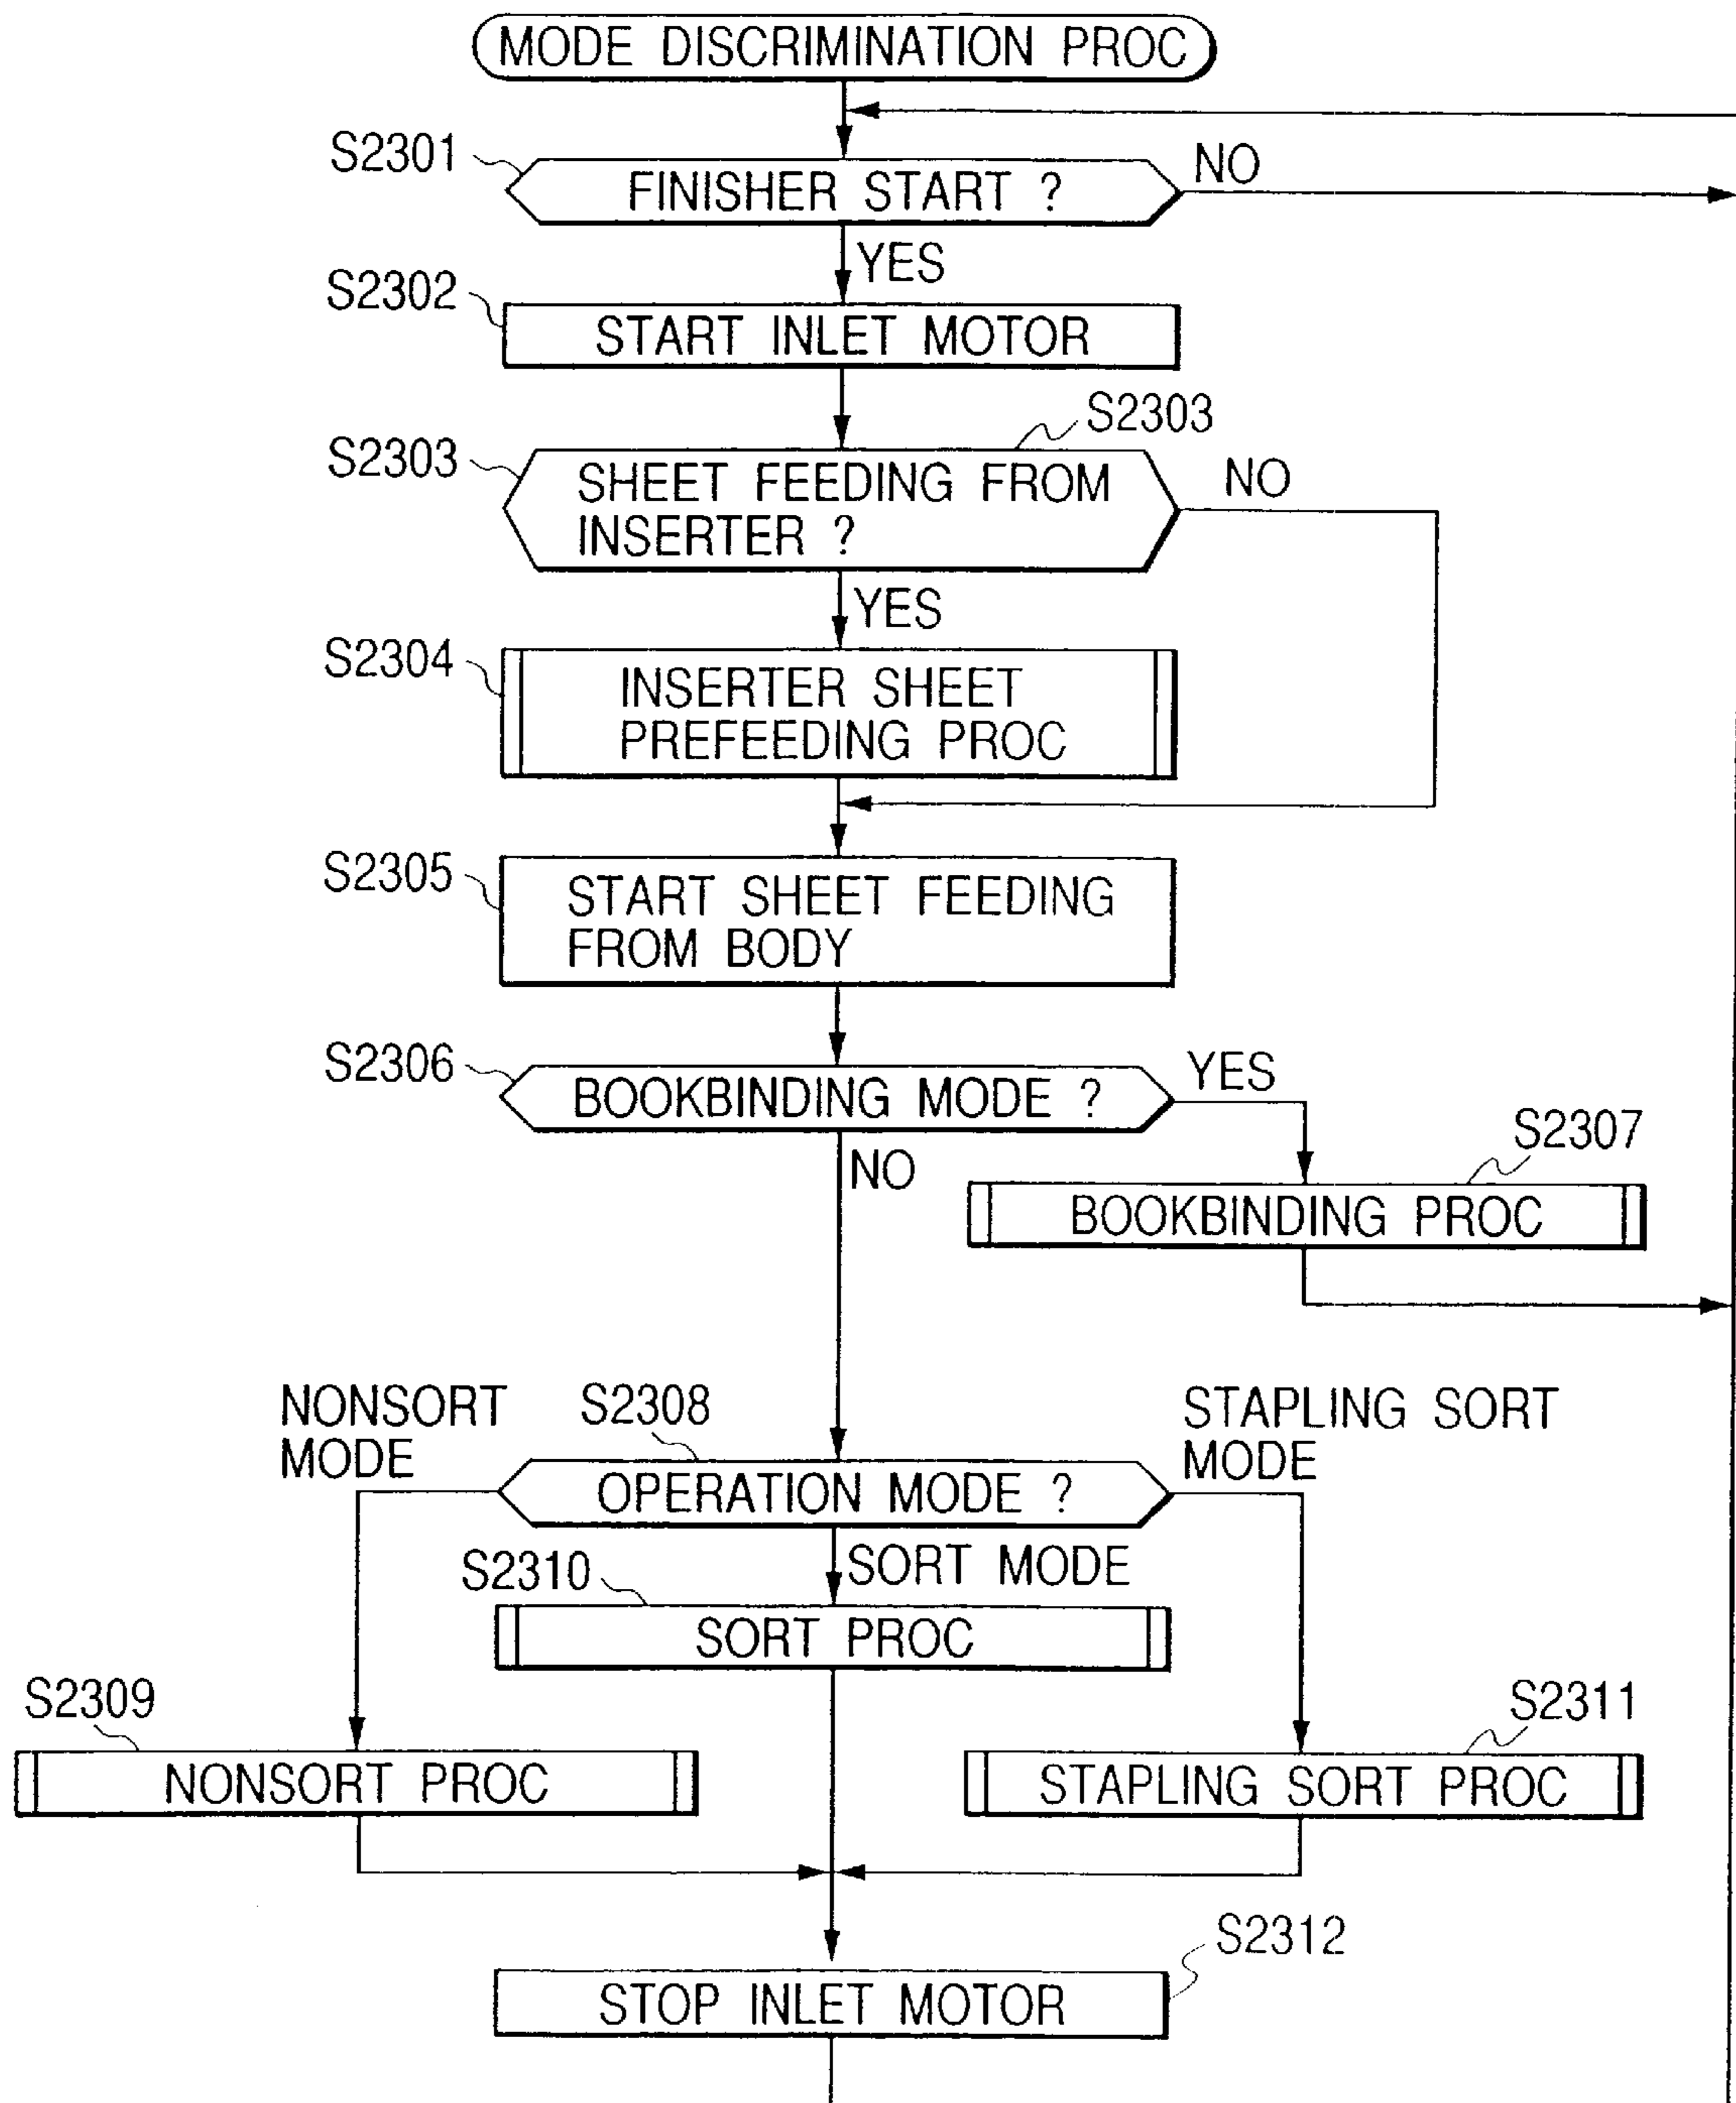 MODE DISCRIMINATION PROC
S2301
FINISHER START ?
NO
YES
S2302
START INLET MOTOR
S2303
S2303
SHEET FEEDING FROM
INSERTER ?
NO
YES
S2304
INSERTER SHEET
PREFEEDING PROC
S2305
START SHEET FEEDING
FROM BODY
S2306
BOOKBINDING MODE ?
YES
NO
S2307
BOOKBINDING PROC
NONSORT
MODE
S2308
STAPLING SORT
MODE
OPERATION MODE ?
S2310
SORT MODE
SORT PROC
S2309
NONSORT PROC
S2311
STAPLING SORT PROC
S2312
STOP INLET MOTOR